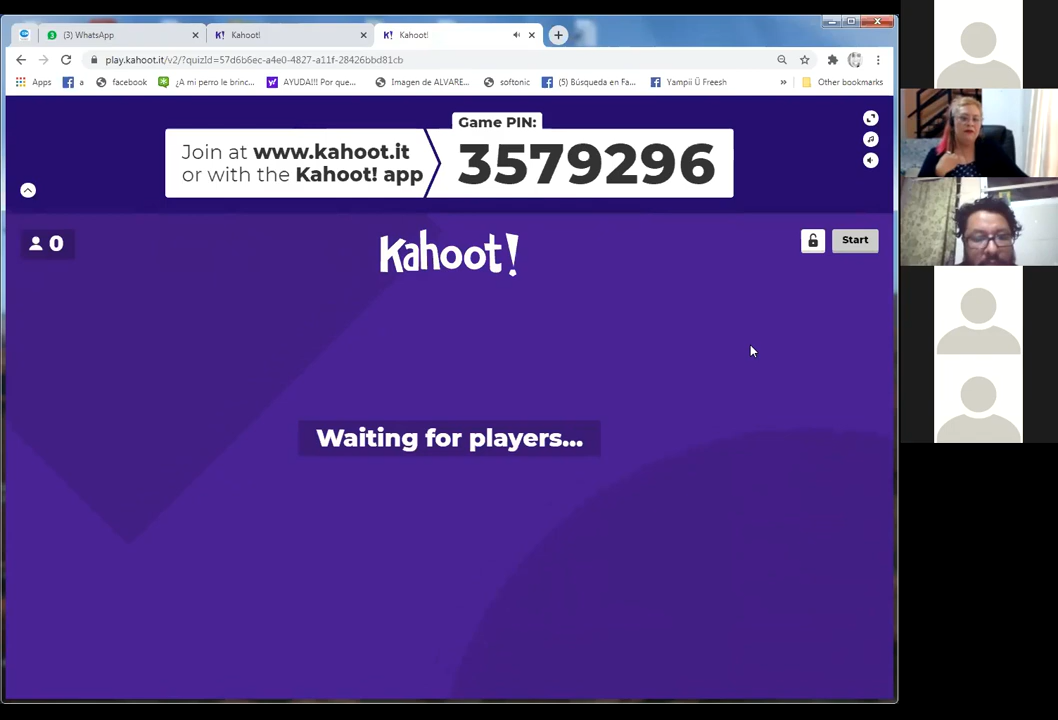 (3) WhatsApp
Kahoot!
Kahoot!
play.kahoot.it/v2/?quizId=57d6b6ec-a4e0-4827-a11f-28426bbd81cb
Apps
a
facebook
¿A mi perro le brinc...
AYUDA!!! Por que...
Imagen de ALVARE...
softonic
(5) Búsqueda en Fa...
Yampii Ü Freesh
»
Other bookmarks
Game PIN:
Join at www.kahoot.it
or with the Kahoot! app
3579296
0
Kahoot!
Start
Waiting for players...